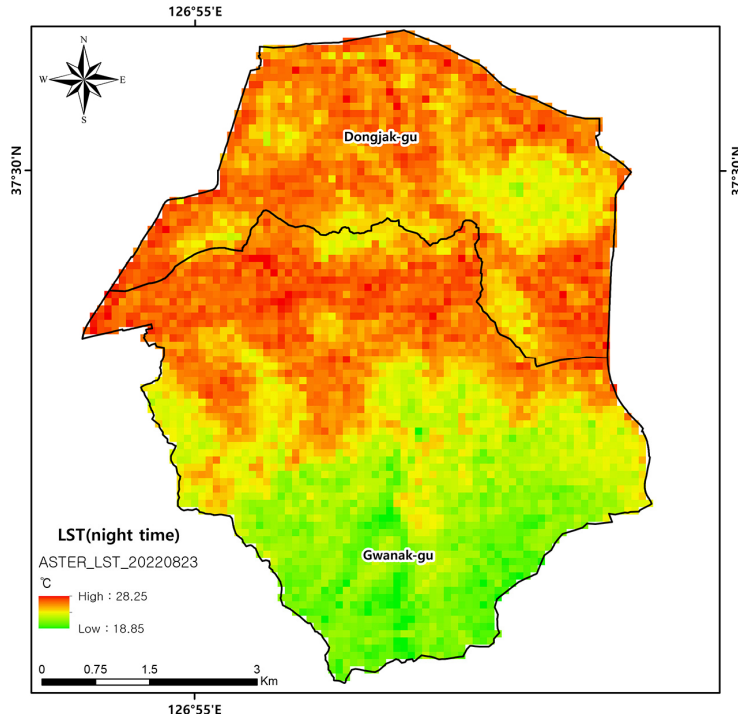 126°55'E
N
W E
S
Dongjak-gu
37°30'N
37°30'N
Gwanak-gu
LST(night time)
ASTER_LST_20220823
℃
High : 28.25
Low : 18.85
0 0.75 1.5 3
Km
126°55'E